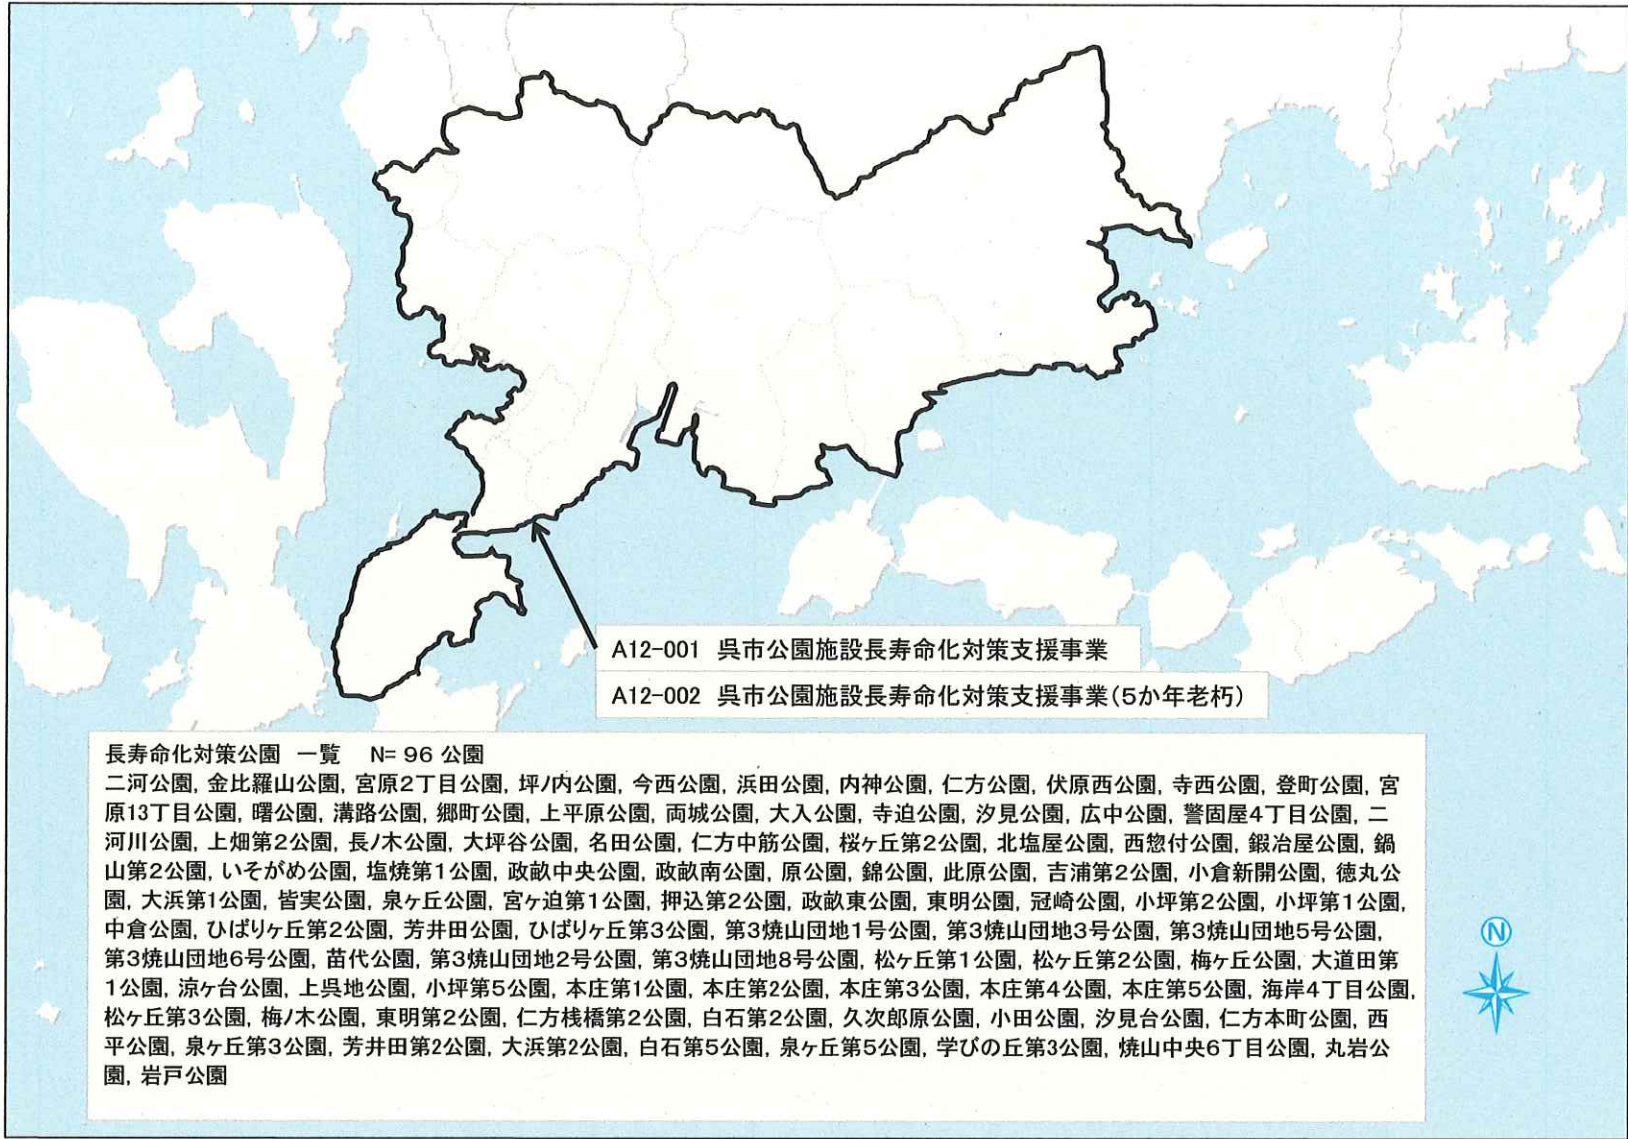 A12-001 呉市公園施設長寿命化対策支援事業
A12-002 呉市公園施設長寿命化対策支援事業(5か年老朽)
長寿命化対策公園 一覧 N= 96 公園
二河公園, 金比羅山公園, 宮原2丁目公園, 坪ノ内公園, 今西公園, 浜田公園, 内神公園, 仁方公園, 伏原西公園, 寺西公園, 登町公園, 宮
原13丁目公園, 曙公園, 溝路公園, 郷町公園, 上平原公園, 両城公園, 大入公園, 寺迫公園, 汐見公園, 広中公園, 警固屋4丁目公園, 二
河川公園, 上畑第2公園, 長ノ木公園, 大坪谷公園, 名田公園, 仁方中筋公園, 桜ヶ丘第2公園, 北塩屋公園, 西惣付公園, 鍜冶屋公園, 鍋
山第2公園, いそがめ公園, 塩焼第1公園, 政畝中央公園, 政畝南公園, 原公園, 錦公園, 此原公園, 吉浦第2公園, 小倉新開公園, 徳丸公
園, 大浜第1公園, 皆実公園, 泉ヶ丘公園, 宮ヶ迫第1公園, 押込第2公園, 政畝東公園, 東明公園, 冠崎公園, 小坪第2公園, 小坪第1公園,
中倉公園, ひばりヶ丘第2公園, 芳井田公園, ひばりヶ丘第3公園, 第3焼山団地1号公園, 第3焼山団地3号公園, 第3焼山団地5号公園,
第3焼山団地6号公園, 苗代公園, 第3焼山団地2号公園, 第3焼山団地8号公園, 松ヶ丘第1公園, 松ヶ丘第2公園, 梅ヶ丘公園, 大道田第
1公園, 涼ヶ台公園, 上呉地公園, 小坪第5公園, 本庄第1公園, 本庄第2公園, 本庄第3公園, 本庄第4公園, 本庄第5公園, 海岸4丁目公園,
松ヶ丘第3公園, 梅ノ木公園, 東明第2公園, 仁方桟橋第2公園, 白石第2公園, 久次郎原公園, 小田公園, 汐見台公園, 仁方本町公園, 西
平公園, 泉ヶ丘第3公園, 芳井田第2公園, 大浜第2公園, 白石第5公園, 泉ヶ丘第5公園, 学びの丘第3公園, 焼山中央6丁目公園, 丸岩公
園, 岩戸公園
N